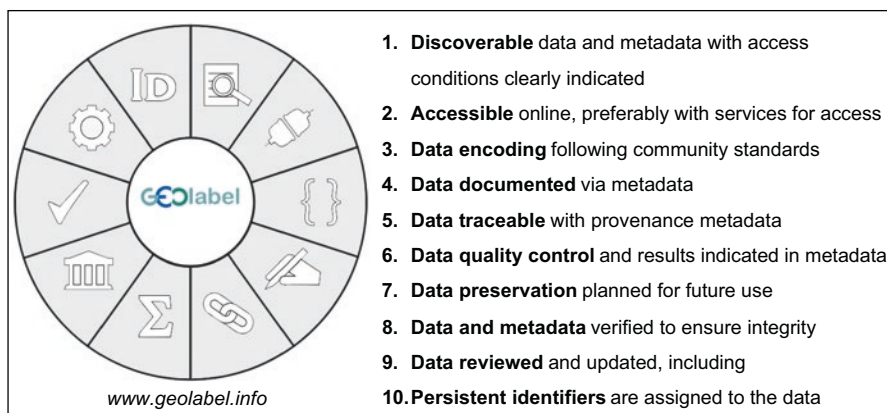 ID
GEOlabel
{ }
Σ
www.geolabel.info
1. Discoverable data and metadata with access
conditions clearly indicated
2. Accessible online, preferably with services for access
3. Data encoding following community standards
4. Data documented via metadata
5. Data traceable with provenance metadata
6. Data quality control and results indicated in metadata
7. Data preservation planned for future use
8. Data and metadata verified to ensure integrity
9. Data reviewed and updated, including
10. Persistent identifiers are assigned to the data